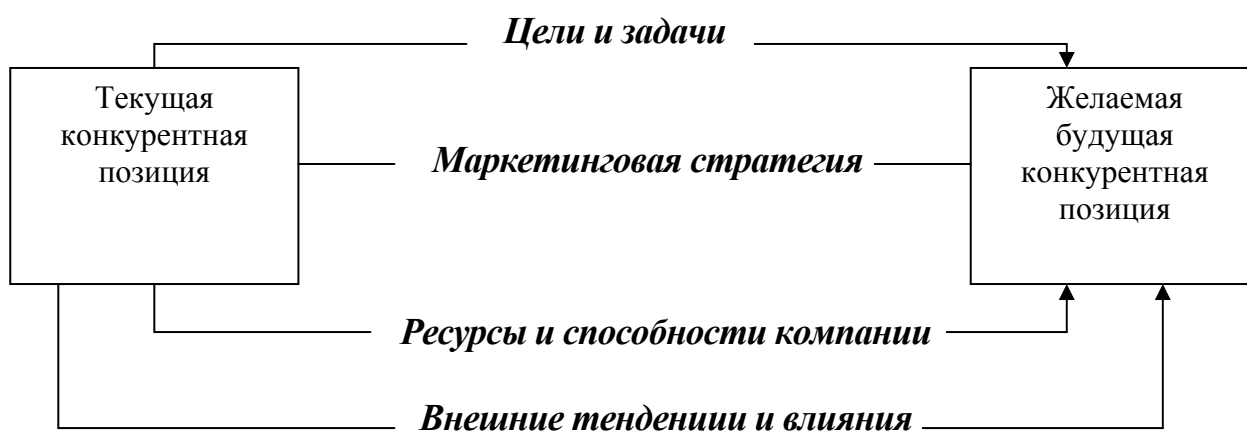 Цели и задачи
Текущая
конкурентная
позиция
Желаемая
будущая
конкурентная
позиция
Маркетинговая стратегия
Ресурсы и способности компании
Внешние тенденции и влияния